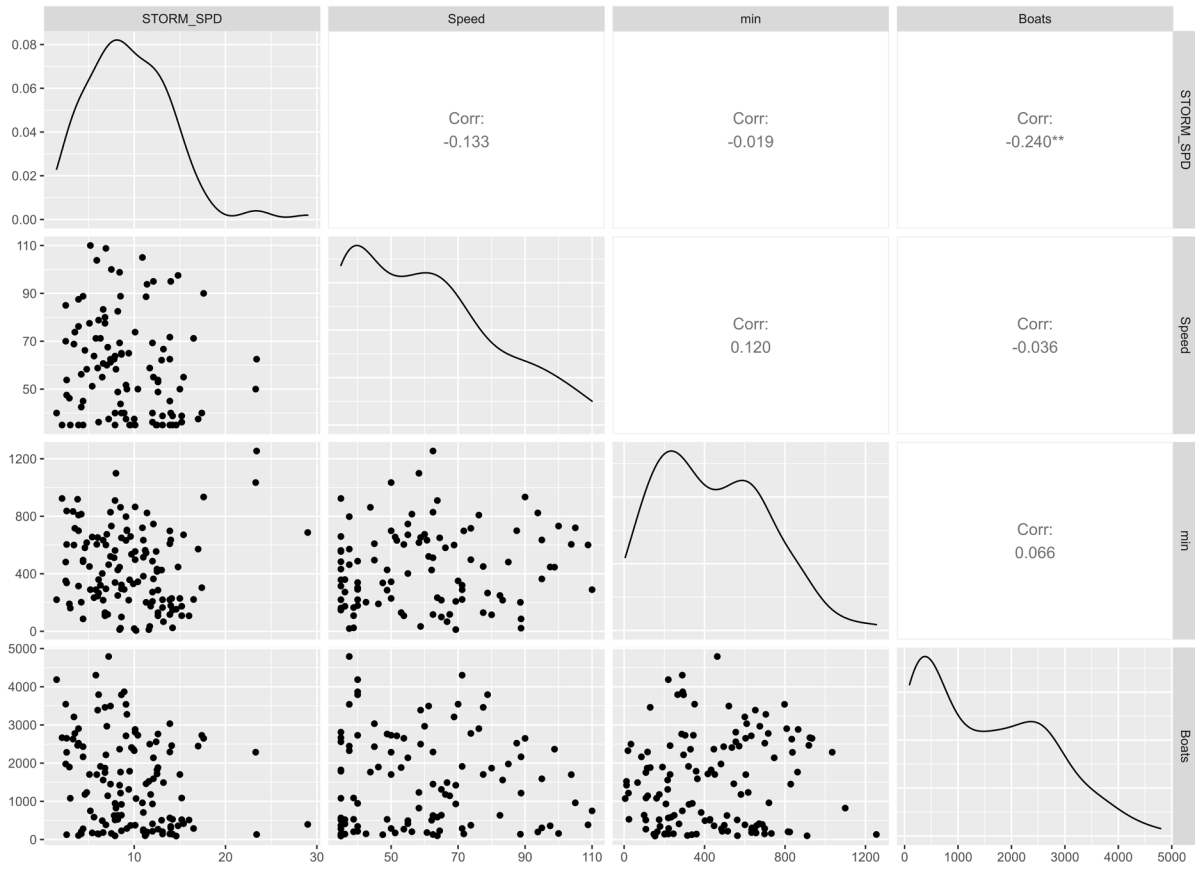 STORM_SPD Speed min Boats
0.08
0.06
0.04
0.02
0.00
Corr:
-0.133
Corr:
-0.019
Corr:
-0.240**
STORM_SPD
110
90
70
50
Corr:
0.120
Corr:
-0.036
Speed
1200
800
400
0
Corr:
0.066
min
5000
4000
3000
2000
1000
0
Boats
10 20 30 50 70 90 110 0 400 800 1200 0 1000 2000 3000 4000 5000